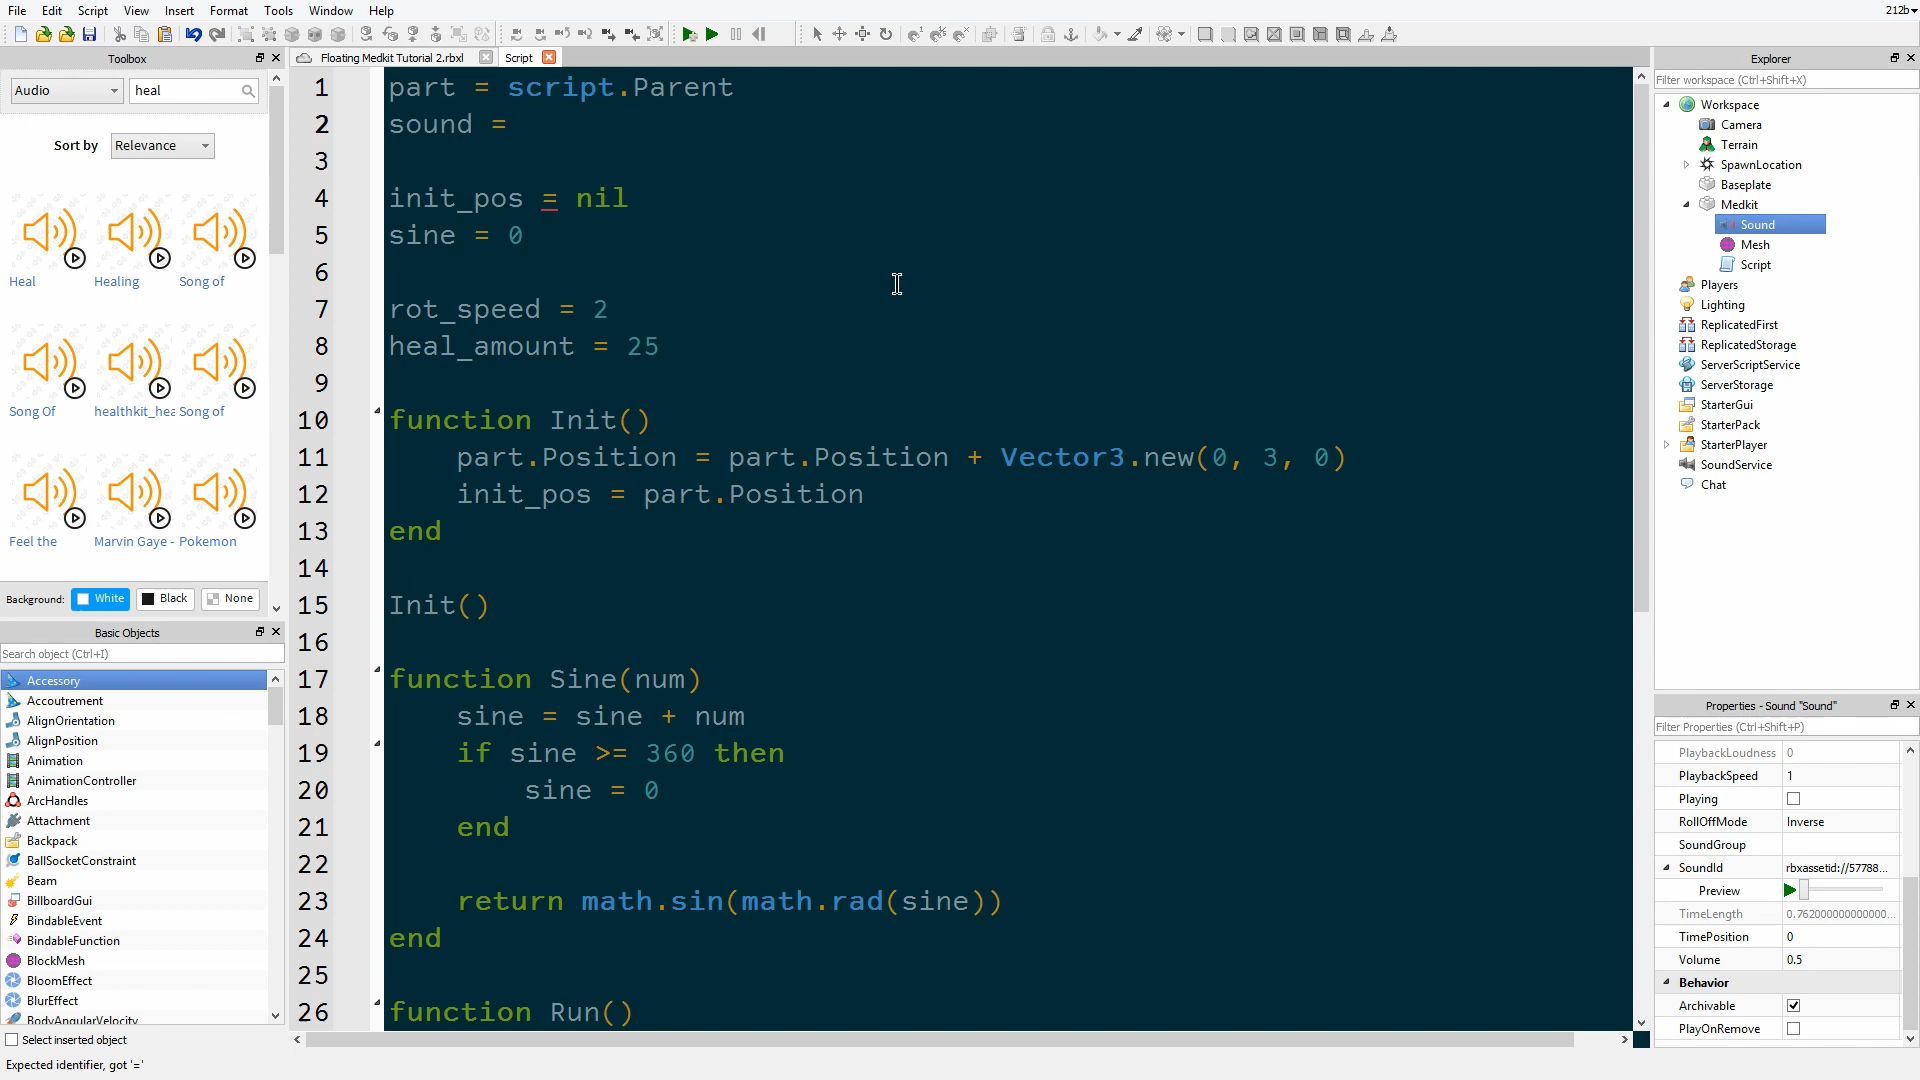 File Edit Script View Insert Format Tools Window Help 212b
Toolbox
Floating Medkit Tutorial 2.rbxl Script
Explorer
Audio heal
Filter workspace (Ctrl+Shift+X)
Sort by Relevance
Heal Healing Song of
Song Of healthkit_hea Song of
Feel the Marvin Gaye - Pokemon
Background: White Black None
Basic Objects
Search object (Ctrl+I)
Accessory
Accoutrement
AlignOrientation
AlignPosition
Animation
AnimationController
ArcHandles
Attachment
Backpack
BallSocketConstraint
Beam
BillboardGui
BindableEvent
BindableFunction
BlockMesh
BloomEffect
BlurEffect
BodyAngularVelocity
Select inserted object
Expected identifier, got '='
1 part = script.Parent
2 sound =
3
4 init_pos = nil
5 sine = 0
6
7 rot_speed = 2
8 heal_amount = 25
9
10 function Init()
11 part.Position = part.Position + Vector3.new(0, 3, 0)
12 init_pos = part.Position
13 end
14
15 Init()
16
17 function Sine(num)
18 sine = sine + num
19 if sine >= 360 then
20 sine = 0
21 end
22
23 return math.sin(math.rad(sine))
24 end
25
26 function Run()
Workspace
Camera
Terrain
SpawnLocation
Baseplate
Medkit
Sound
Mesh
Script
Players
Lighting
ReplicatedFirst
ReplicatedStorage
ServerScriptService
ServerStorage
StarterGui
StarterPack
StarterPlayer
SoundService
Chat
Properties - Sound "Sound"
Filter Properties (Ctrl+Shift+P)
PlaybackLoudness 0
PlaybackSpeed 1
Playing
RollOffMode Inverse
SoundGroup
SoundId rbxassetid://57788...
Preview
TimeLength 0.762000000000000...
TimePosition 0
Volume 0.5
Behavior
Archivable
PlayOnRemove